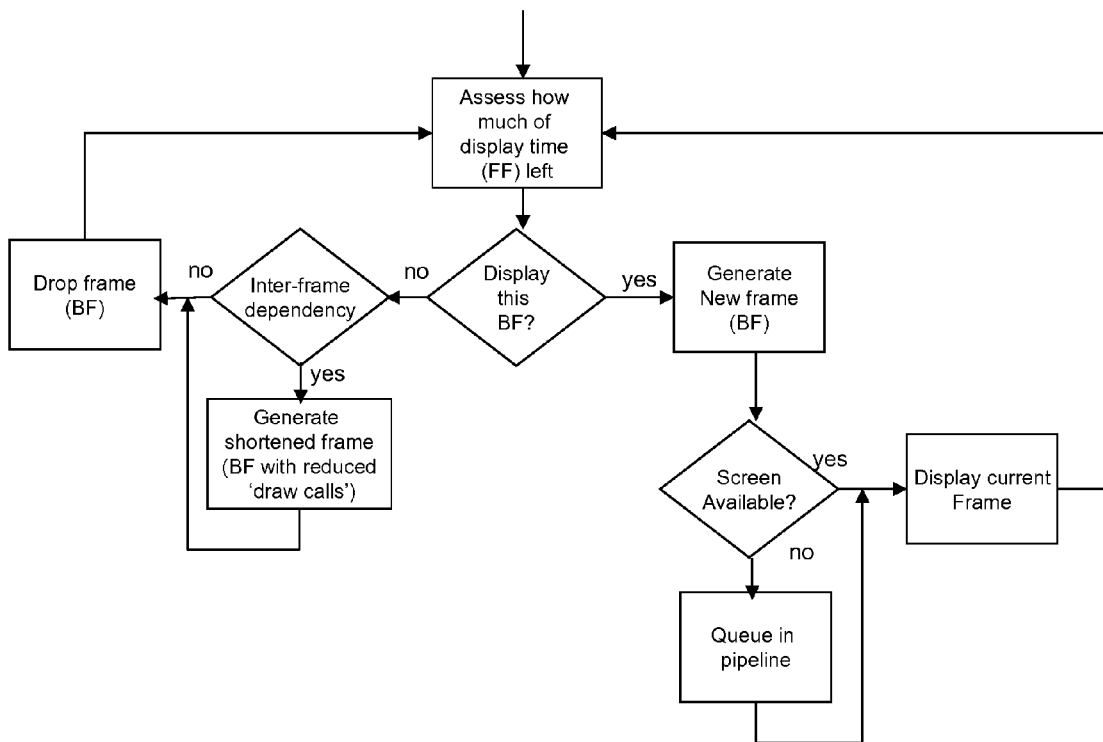 Assess how
much of
display time
(FF) left
Drop frame
(BF)
no
Inter-frame
dependency
no
Display
this
BF?
yes
Generate
New frame
(BF)
yes
Generate
shortened frame
(BF with reduced
‘draw calls’)
Screen
Available?
yes
Display current
Frame
no
Queue in
pipeline